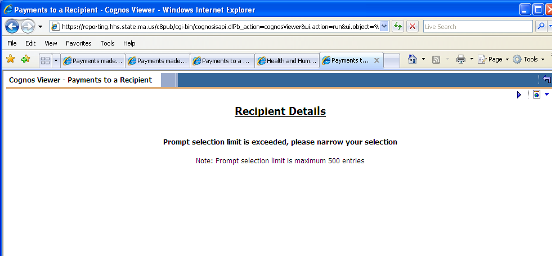 Payments to a Recipient - Cognos Viewer - Windows Internet Explorer
https://reporting.hhs.state.ma.us/c8pub/cgi-bin/cognosisapi.dll?b_action=cognosViewer&ui.action=run&ui.object=%
Live Search
File Edit View Favorites Tools Help
Payments made... Payments made... Payments to a ... Health and Hum... Payments t... Page Tools
Cognos Viewer - Payments to a Recipient
Recipient Details
Prompt selection limit is exceeded, please narrow your selection
Note: Prompt selection limit is maximum 500 entries